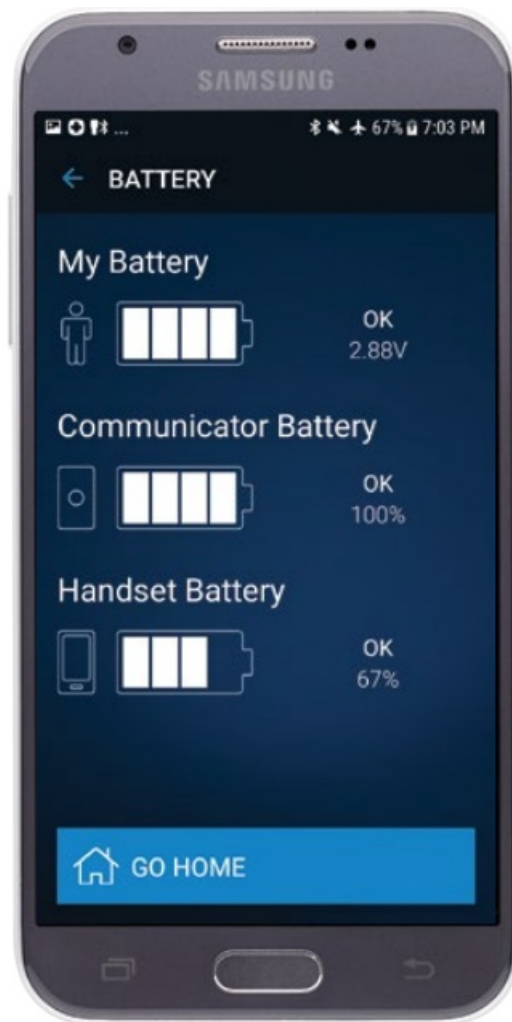 SAMSUNG
... 67% 7:03 PM
BATTERY
My Battery
OK
2.88V
Communicator Battery
OK
100%
Handset Battery
OK
67%
GO HOME